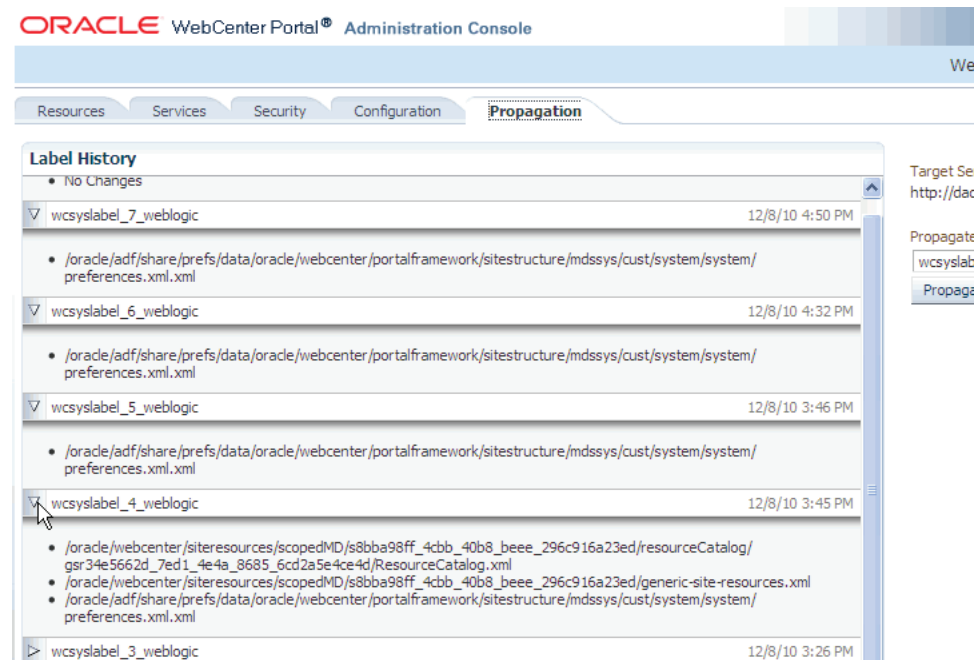 ORACLE WebCenter Portal® Administration Console
We
Resources Services Security Configuration Propagation
Label History
• No Changes
wcsyslabel_7_weblogic 12/8/10 4:50 PM
• /oracle/adf/share/prefs/data/oracle/webcenter/portalframework/sitestructure/mdssys/cust/system/system/
preferences.xml.xml
wcsyslabel_6_weblogic 12/8/10 4:32 PM
• /oracle/adf/share/prefs/data/oracle/webcenter/portalframework/sitestructure/mdssys/cust/system/system/
preferences.xml.xml
wcsyslabel_5_weblogic 12/8/10 3:46 PM
• /oracle/adf/share/prefs/data/oracle/webcenter/portalframework/sitestructure/mdssys/cust/system/system/
preferences.xml.xml
wcsyslabel_4_weblogic 12/8/10 3:45 PM
• /oracle/webcenter/siteresources/scopedMD/s8bba98ff_4cbb_40b8_beee_296c916a23ed/resourceCatalog/
gsr34e5662d_7ed1_4e4a_8685_6cd2a5e4ce4d/ResourceCatalog.xml
• /oracle/webcenter/siteresources/scopedMD/s8bba98ff_4cbb_40b8_beee_296c916a23ed/generic-site-resources.xml
• /oracle/adf/share/prefs/data/oracle/webcenter/portalframework/sitestructure/mdssys/cust/system/system/
preferences.xml.xml
wcsyslabel_3_weblogic 12/8/10 3:26 PM
Target Se
http://dad
Propagate
wcsyslab
Propaga